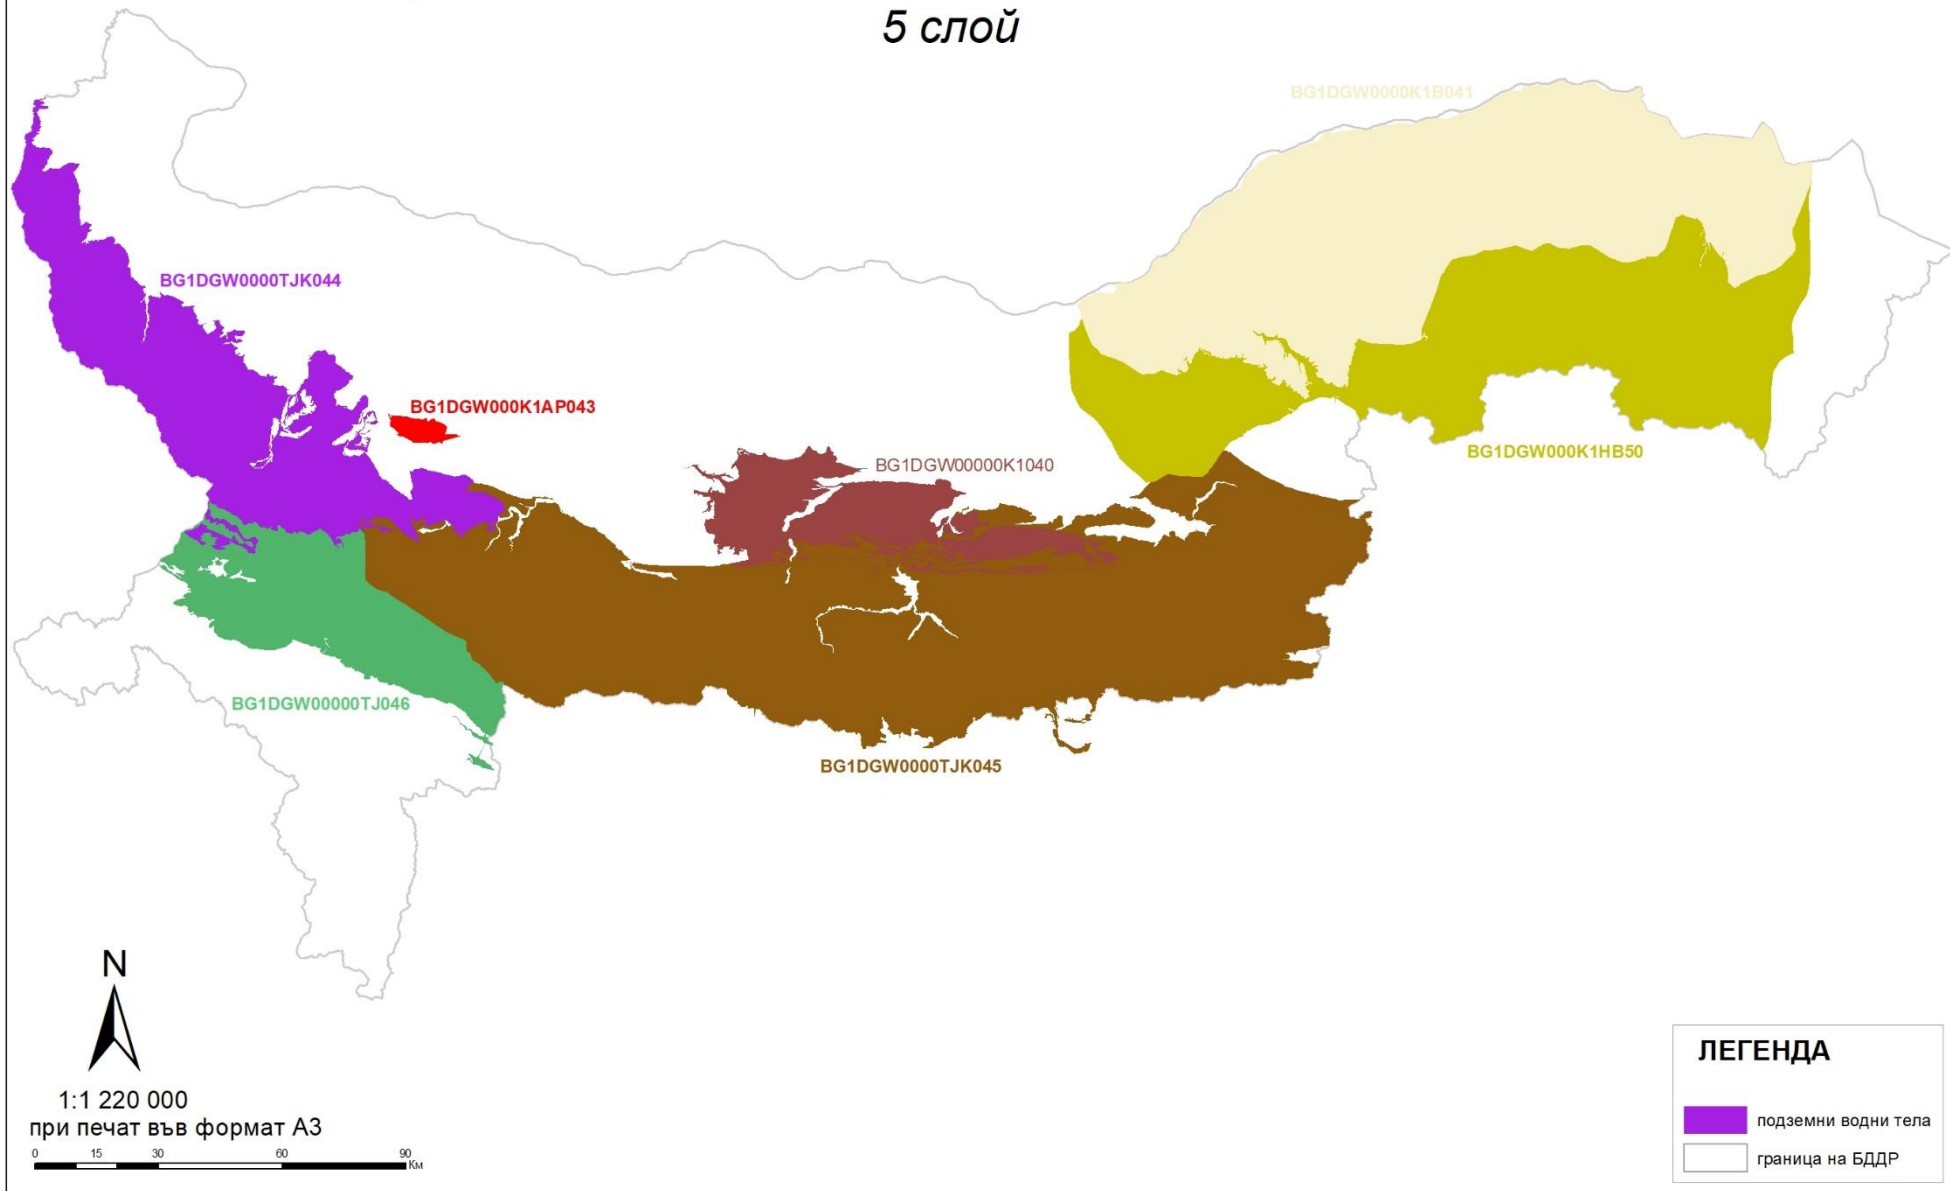 5 слой
BG1DGW0000K1B041
BG1DGW0000TJK044
BG1DGW000K1AP043
BG1DGW00000K1040
BG1DGW000K1HB50
BG1DGW00000TJ046
BG1DGW0000TJK045
N
1:1 220 000
при печат във формат А3
0 15 30 60 90
Км
ЛЕГЕНДА
подземни водни тела
граница на БДДР